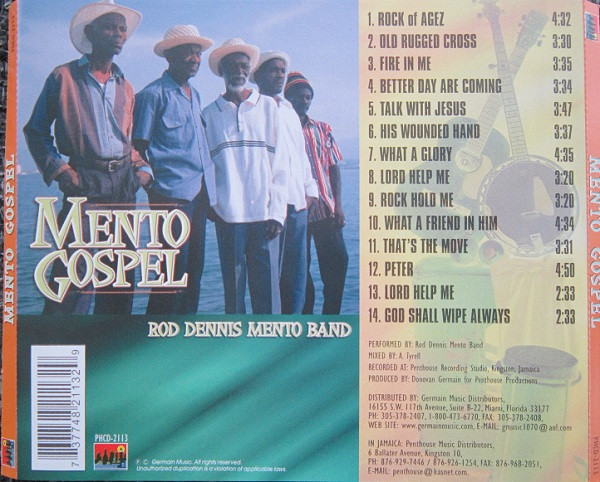 MENTO GOSPEL
MENTO
GOSPEL
ROD DENNIS MENTO BAND
7 37748 21132 9
PHCD-2113
P. C. Germain Music. All rights reserved.
Unauthorized duplication is a violation of applicable laws.
1. ROCK of AGEZ 4:32
2. OLD RUGGED CROSS 3:30
3. FIRE IN ME 3:35
4. BETTER DAY ARE COMING 3:34
5. TALK WITH JESUS 3:47
6. HIS WOUNDED HAND 3:37
7. WHAT A GLORY 4:35
8. LORD HELP ME 3:20
9. ROCK HOLD ME 3:20
10. WHAT A FRIEND IN HIM 4:34
11. THAT'S THE MOVE 3:31
12. PETER 4:50
13. LORD HELP ME 2:33
14. GOD SHALL WIPE ALWAYS 2:33
PERFORMED BY: Rod Dennis Mento Band
MIXED BY: A. Tyrell
RECORDED AT: Penthouse Recording Studio, Kingston, Jamaica
PRODUCED BY: Donovan Germain for Penthouse Productions
DISTRIBUTED BY: Germain Music Distributors,
16155 S.W. 117th Avenue, Suite B-22, Miami, Florida 33177
PH: 305-378-2407, 1-800-473-6770, FAX: 305-378-2408,
WEB SITE: www.germainmusic.com, E-MAIL: gmusic1070 @ aol.com
IN JAMAICA: Penthouse Music Distributors,
6 Ballater Avenue, Kingston 10,
PH: 876-929-7446 / 876-926-1254, FAX: 876-968-2051,
E-MAIL: penthouse @ kasnet.com
MENTO GOSPEL
PHCD-2113